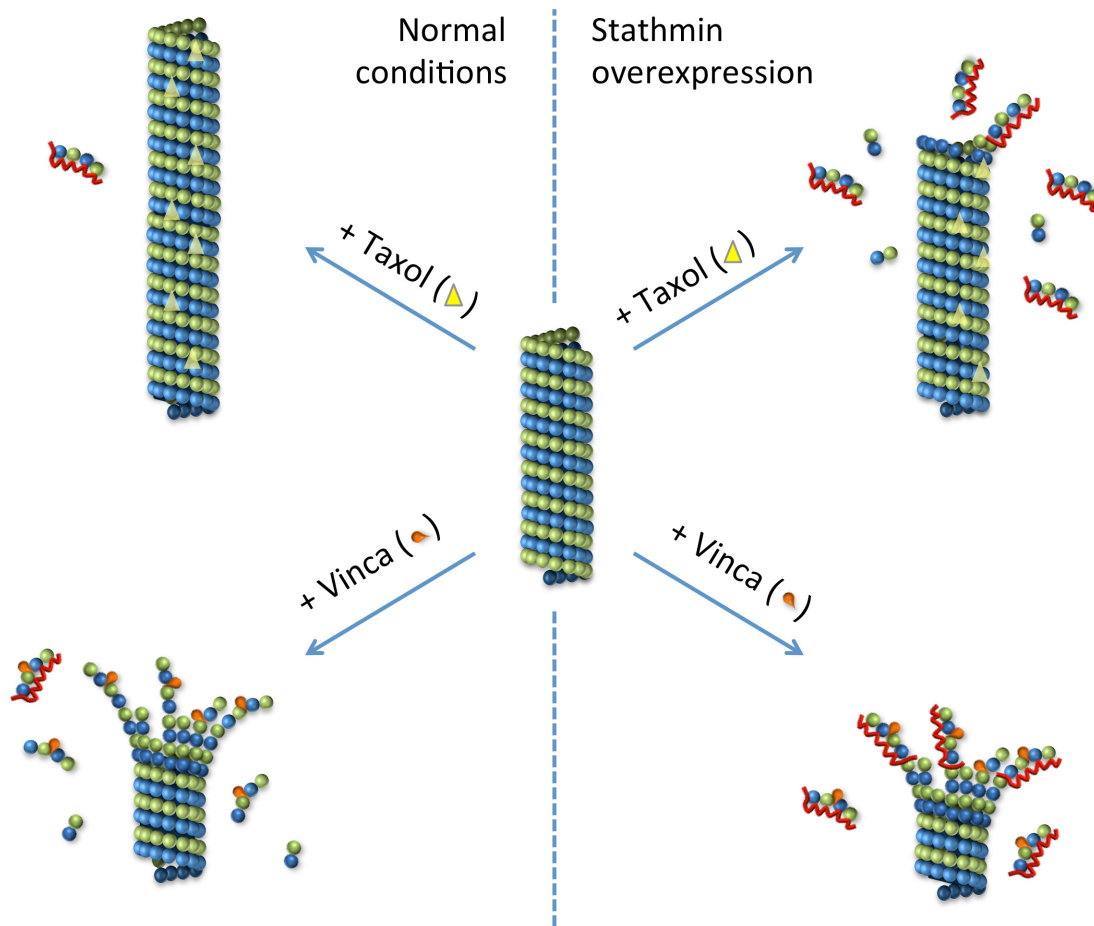 Normal
conditions
Stathmin
overexpression
+ Taxol ( )
+ Taxol ( )
+ Vinca ( )
+ Vinca ( )